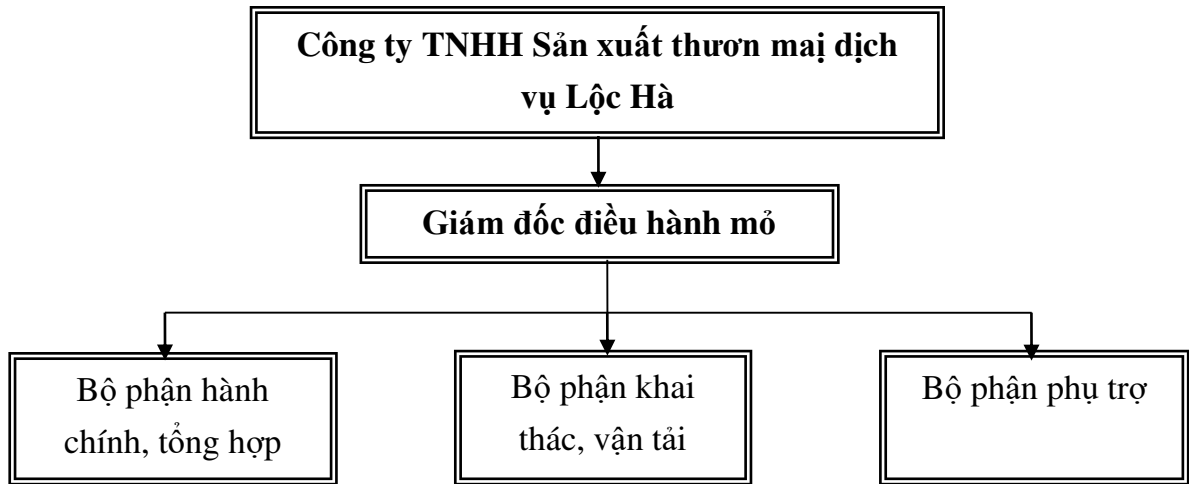 Công ty TNHH Sản xuất thươn maị dịch
vụ Lộc Hà
Giám đốc điều hành mỏ
Bộ phận hành
chính, tổng hợp
Bộ phận khai
thác, vận tải
Bộ phận phụ trợ